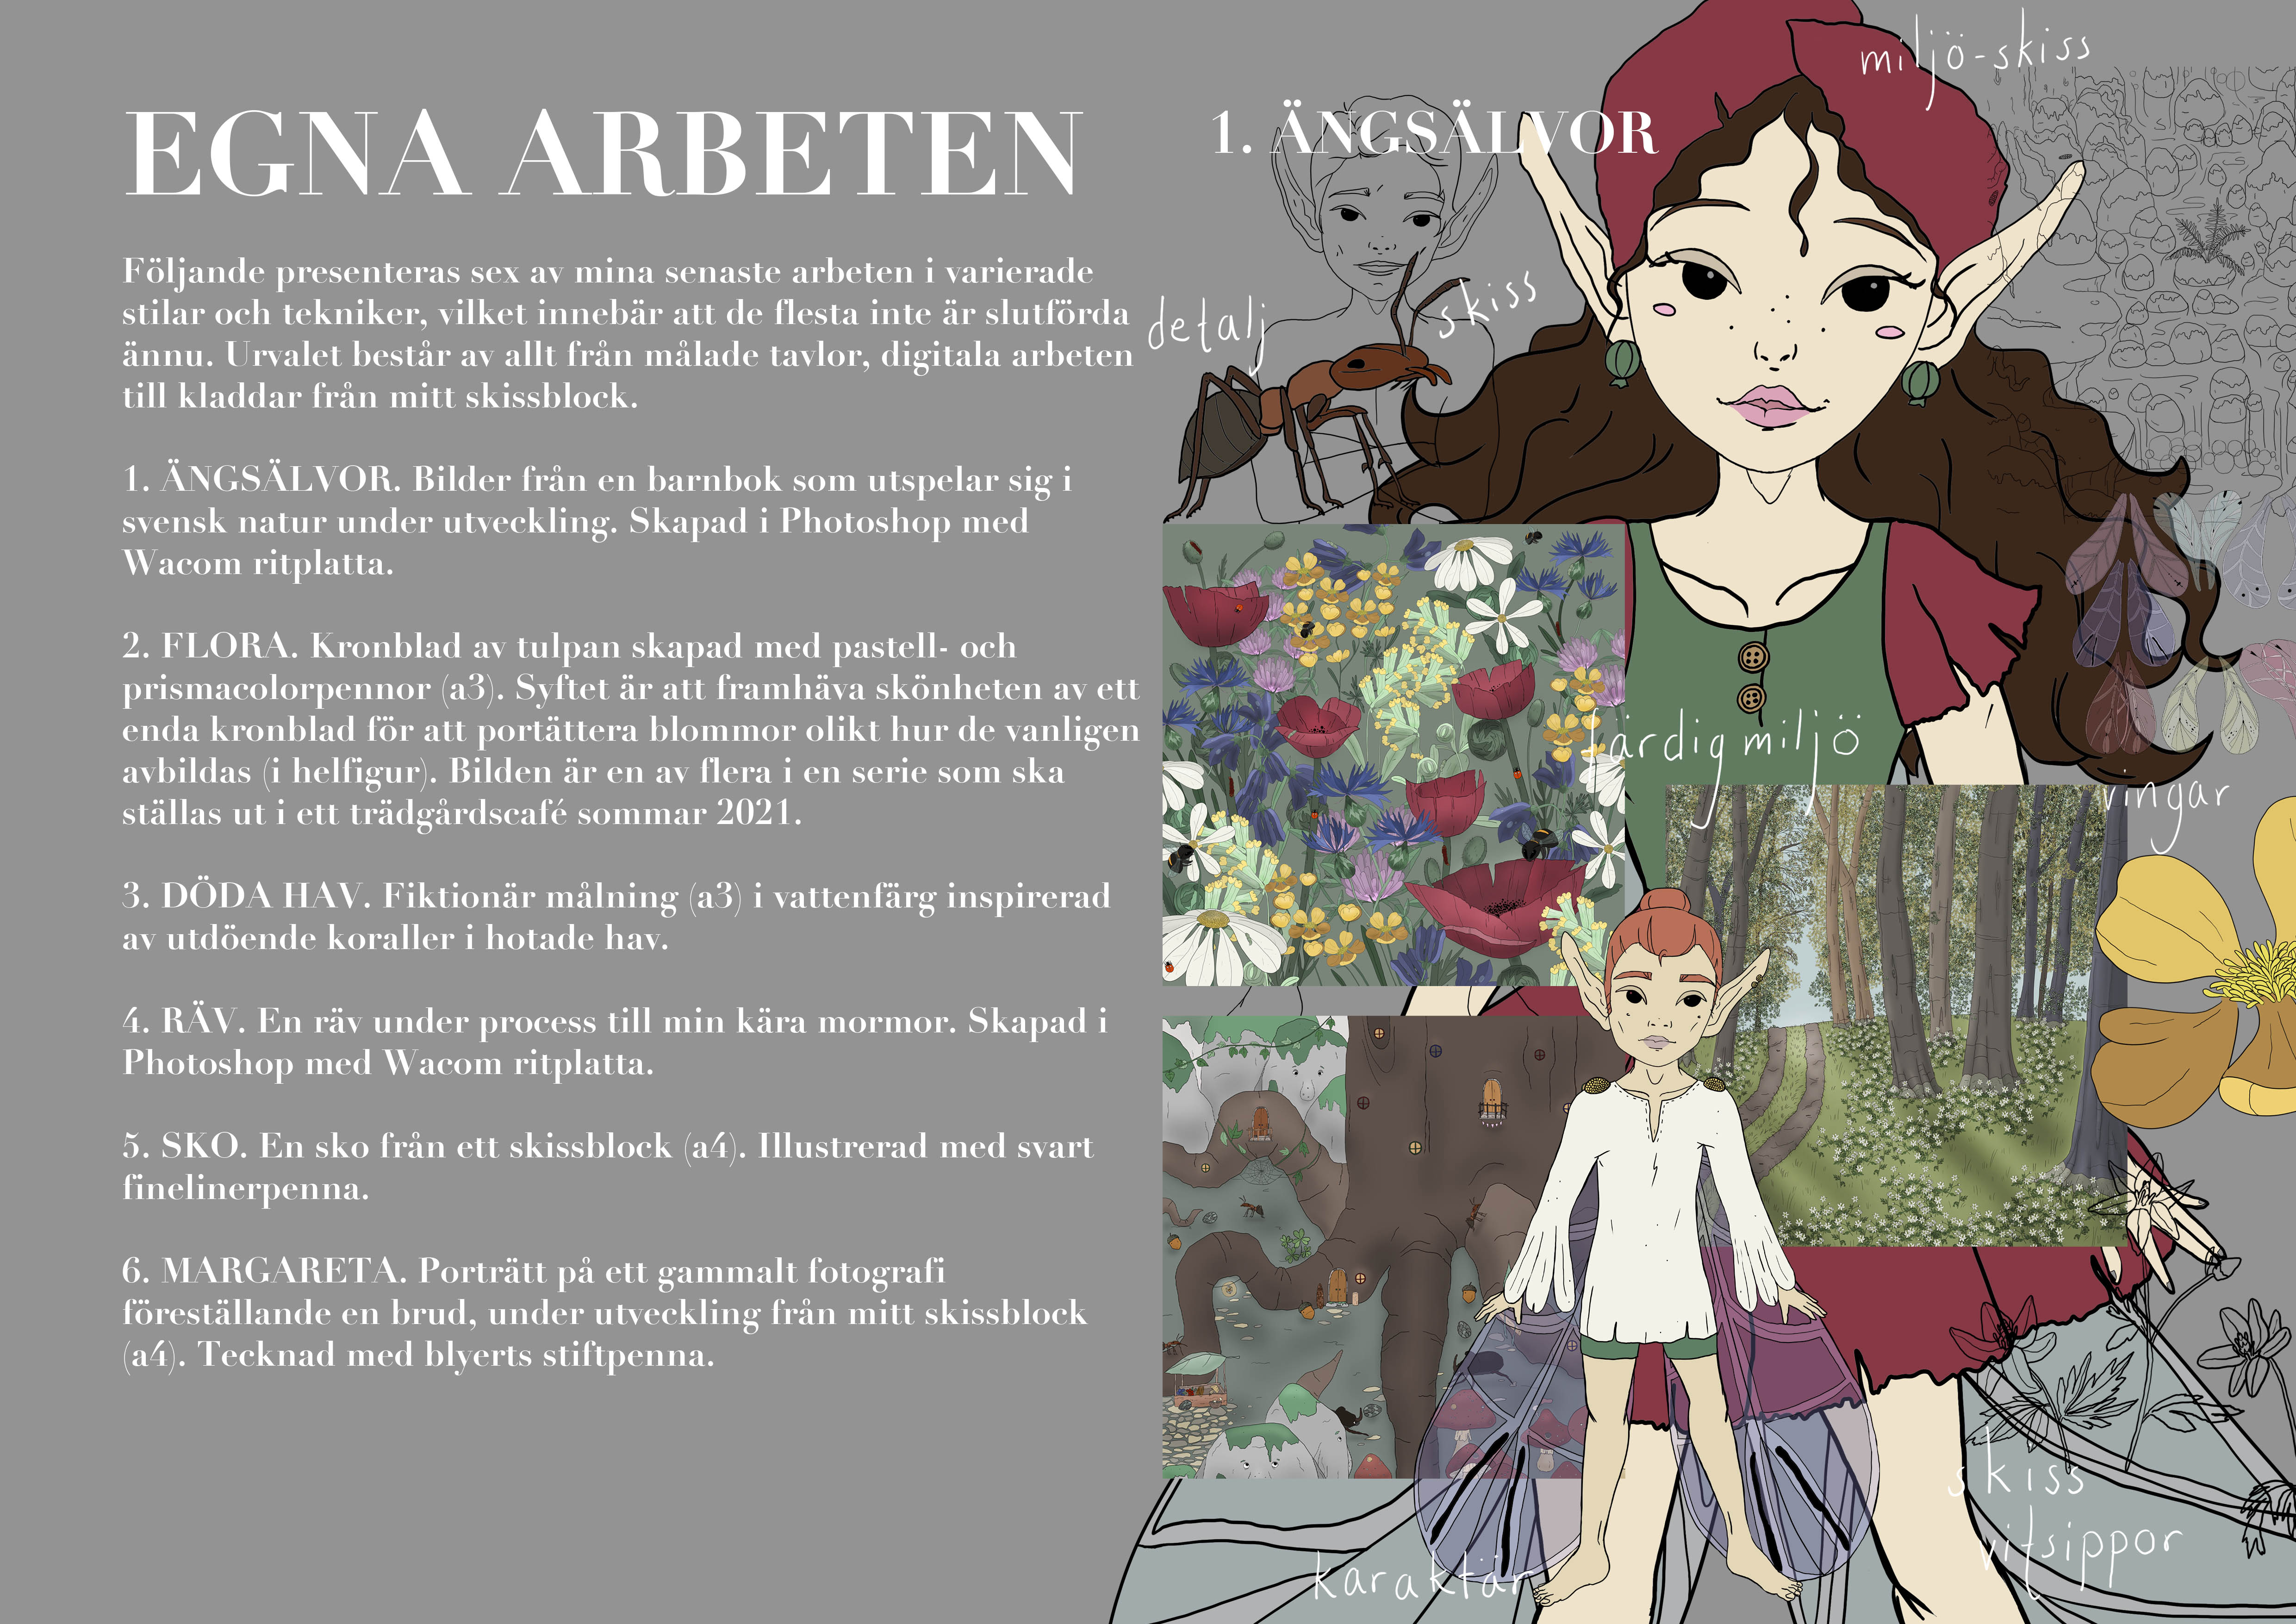 EGNA ARBETEN
Följande presenteras sex av mina senaste arbeten i varierade
stilar och tekniker, vilket innebär att de flesta inte är slutförda
ännu. Urvalet består av allt från målade tavlor, digitala arbeten
till kladdar från mitt skissblock.
1. ÄNGSÄLVOR. Bilder från en barnbok som utspelar sig i
svensk natur under utveckling. Skapad i Photoshop med
Wacom ritplatta.
2. FLORA. Kronblad av tulpan skapad med pastell- och
prismacolorpennor (a3). Syftet är att framhäva skönheten av ett
enda kronblad för att portättera blommor olikt hur de vanligen
avbildas (i helfigur). Bilden är en av flera i en serie som ska
ställas ut i ett trädgårdscafé sommar 2021.
3. DÖDA HAV. Fiktionär målning (a3) i vattenfärg inspirerad
av utdöende koraller i hotade hav.
4. RÄV. En räv under process till min kära mormor. Skapad i
Photoshop med Wacom ritplatta.
5. SKO. En sko från ett skissblock (a4). Illustrerad med svart
finelinerpenna.
6. MARGARETA. Porträtt på ett gammalt fotografi
föreställande en brud, under utveckling från mitt skissblock
(a4). Tecknad med blyerts stiftpenna.
1. ÄNGSÄLVOR
miljö-skiss
detalj
skiss
färdig miljö
vingar
skiss
vitsippor
karaktär